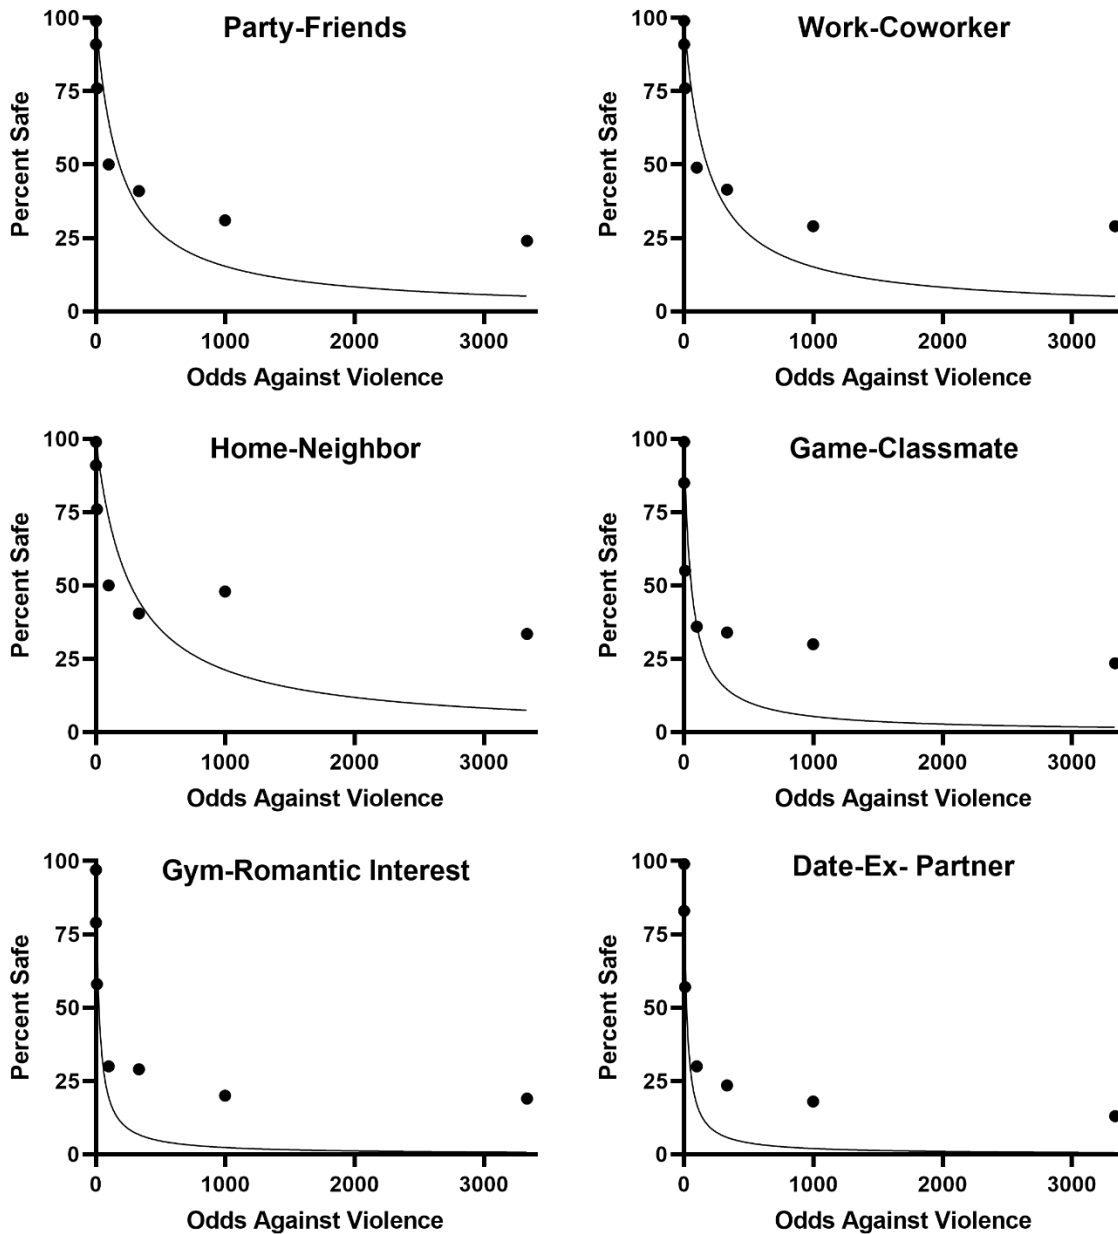 Party-Friends
Percent Safe
100
75
50
25
0
0 1000 2000 3000
Odds Against Violence
Work-Coworker
Percent Safe
100
75
50
25
0
0 1000 2000 3000
Odds Against Violence
Home-Neighbor
Percent Safe
100
75
50
25
0
0 1000 2000 3000
Odds Against Violence
Game-Classmate
Percent Safe
100
75
50
25
0
0 1000 2000 3000
Odds Against Violence
Gym-Romantic Interest
Percent Safe
100
75
50
25
0
0 1000 2000 3000
Odds Against Violence
Date-Ex- Partner
Percent Safe
100
75
50
25
0
0 1000 2000 3000
Odds Against Violence